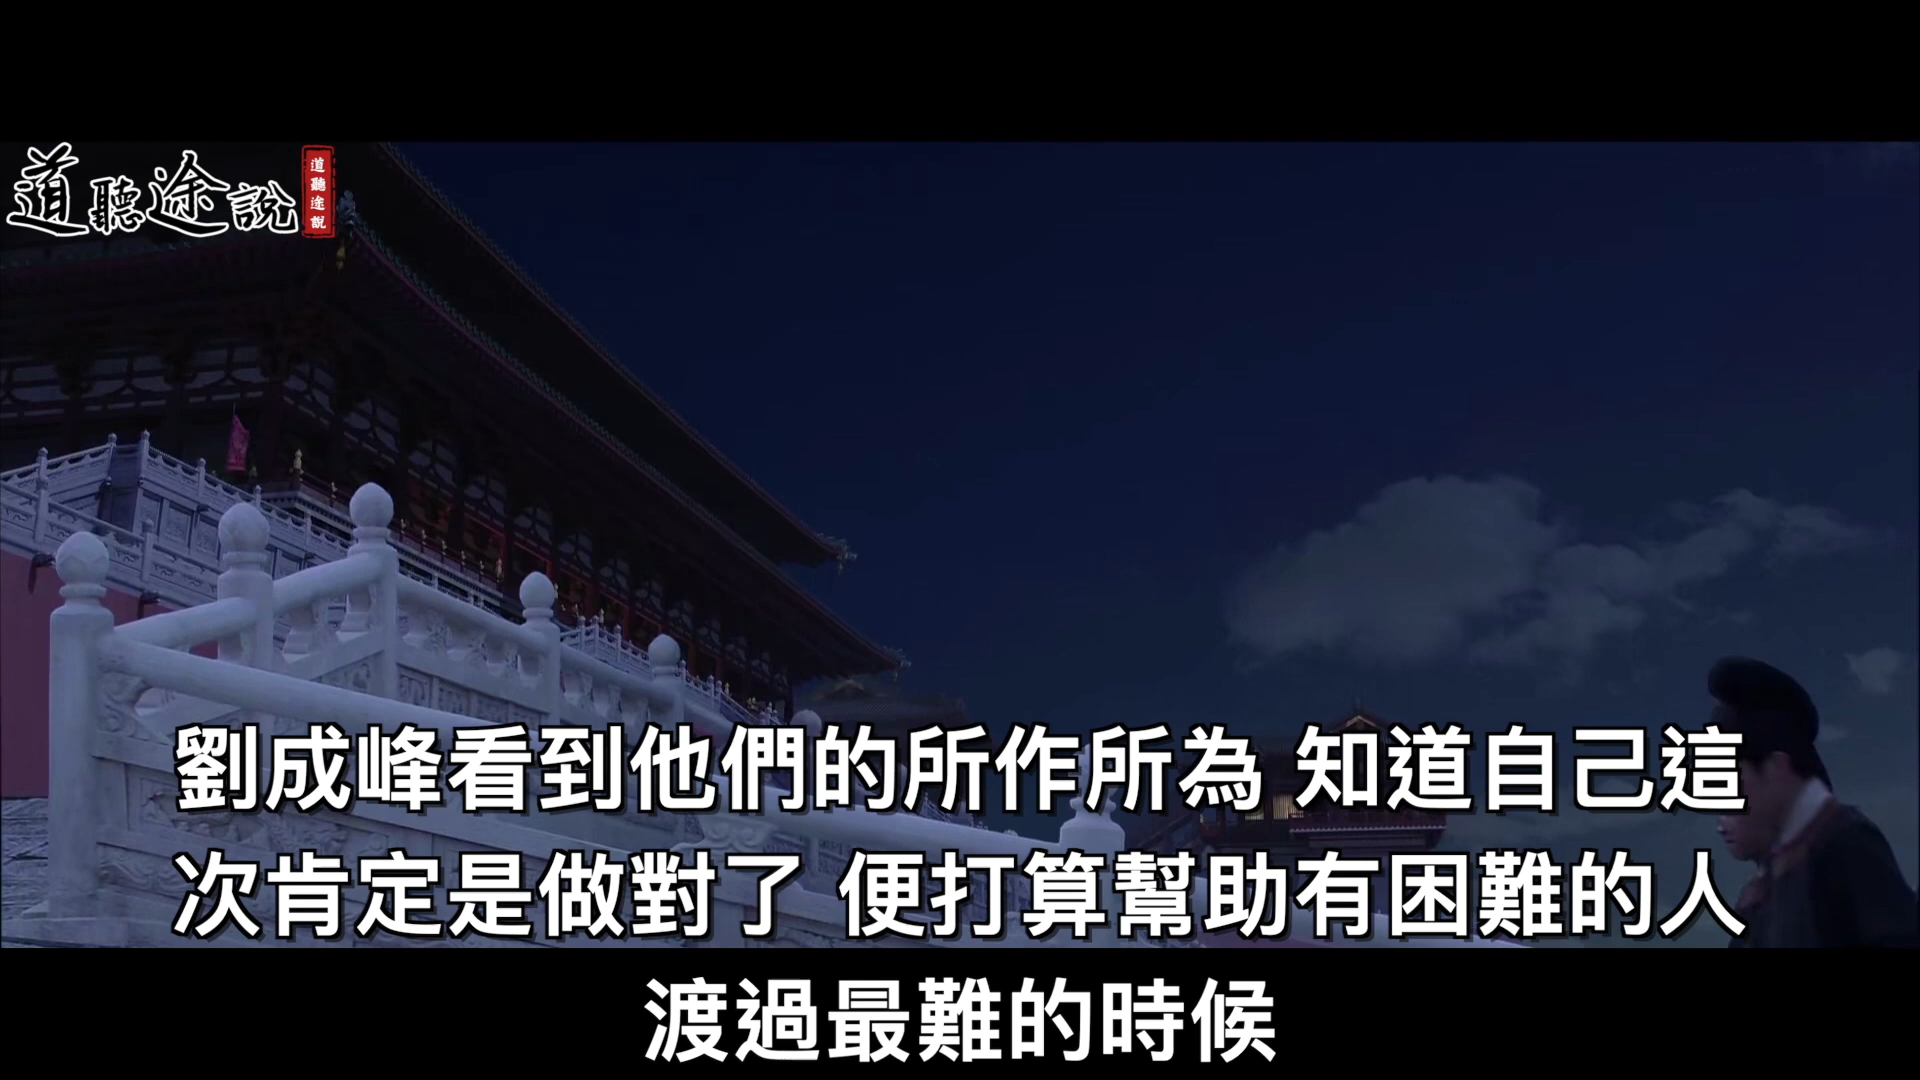 道聽途說
道聽途說
劉成峰看到他們的所作所為 知道自己這
次肯定是做對了 便打算幫助有困難的人
渡過最難的時候